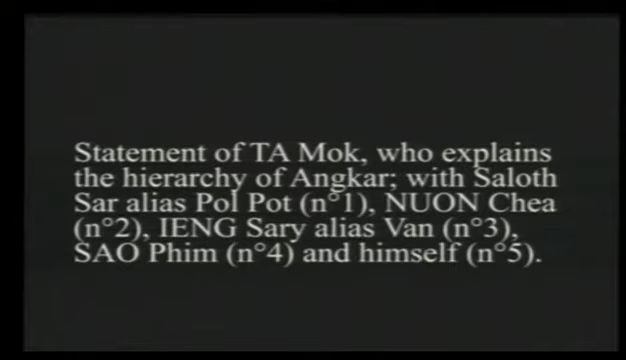 Statement of TA Mok, who explains
the hierarchy of Angkar; with Saloth
Sar alias Pol Pot (n°1), NUON Chea
(n°2), IENG Sary alias Van (n°3),
SAO Phim (n°4) and himself (n°5).